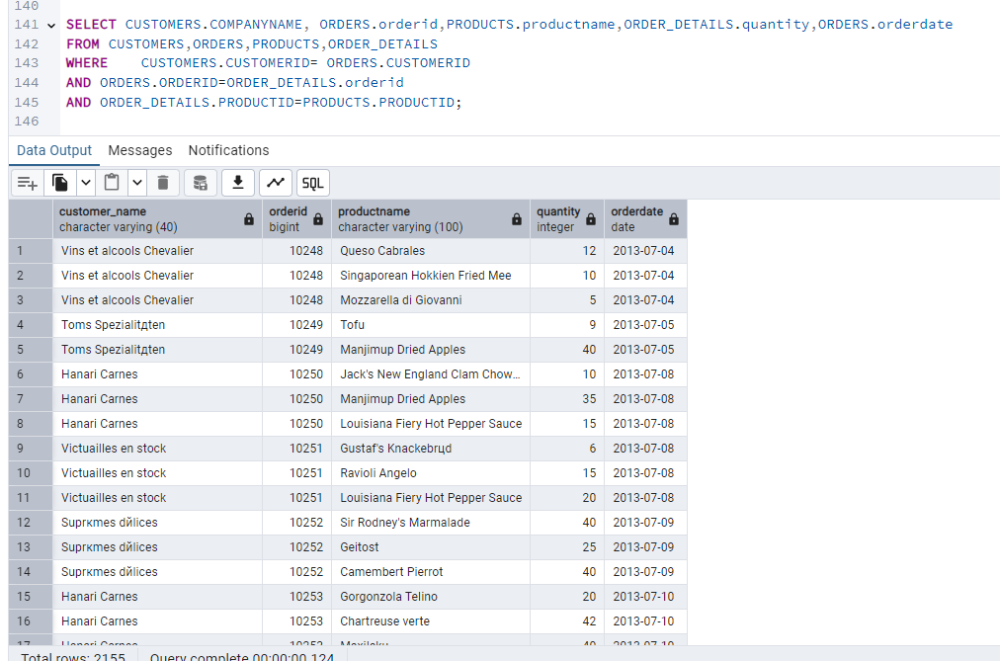 140
141 SELECT CUSTOMERS.COMPANYNAME, ORDERS.orderid,PRODUCTS.productname,ORDER_DETAILS.quantity,ORDERS.orderdate
142 FROM CUSTOMERS,ORDERS,PRODUCTS,ORDER_DETAILS
143 WHERE CUSTOMERS.CUSTOMERID= ORDERS.CUSTOMERID
144 AND ORDERS.ORDERID=ORDER_DETAILS.orderid
145 AND ORDER_DETAILS.PRODUCTID=PRODUCTS.PRODUCTID;
146
Data Output Messages Notifications
SQL
customer_name orderid productname quantity orderdate
character varying (40) bigint character varying (100) integer date
1 Vins et alcools Chevalier 10248 Queso Cabrales 12 2013-07-04
2 Vins et alcools Chevalier 10248 Singaporean Hokkien Fried Mee 10 2013-07-04
3 Vins et alcools Chevalier 10248 Mozzarella di Giovanni 5 2013-07-04
4 Toms Spezialitдten 10249 Tofu 9 2013-07-05
5 Toms Spezialitдten 10249 Manjimup Dried Apples 40 2013-07-05
6 Hanari Carnes 10250 Jack's New England Clam Chow... 10 2013-07-08
7 Hanari Carnes 10250 Manjimup Dried Apples 35 2013-07-08
8 Hanari Carnes 10250 Louisiana Fiery Hot Pepper Sauce 15 2013-07-08
9 Victuailles en stock 10251 Gustaf's Knackebrцd 6 2013-07-08
10 Victuailles en stock 10251 Ravioli Angelo 15 2013-07-08
11 Victuailles en stock 10251 Louisiana Fiery Hot Pepper Sauce 20 2013-07-08
12 Suprкmes dйlices 10252 Sir Rodney's Marmalade 40 2013-07-09
13 Suprкmes dйlices 10252 Geitost 25 2013-07-09
14 Suprкmes dйlices 10252 Camembert Pierrot 40 2013-07-09
15 Hanari Carnes 10253 Gorgonzola Telino 20 2013-07-10
16 Hanari Carnes 10253 Chartreuse verte 42 2013-07-10
17 Hanari Carnes 10253 Maxilaku 40 2013-07-10
Total rows: 2155 Query complete 00:00:00.124